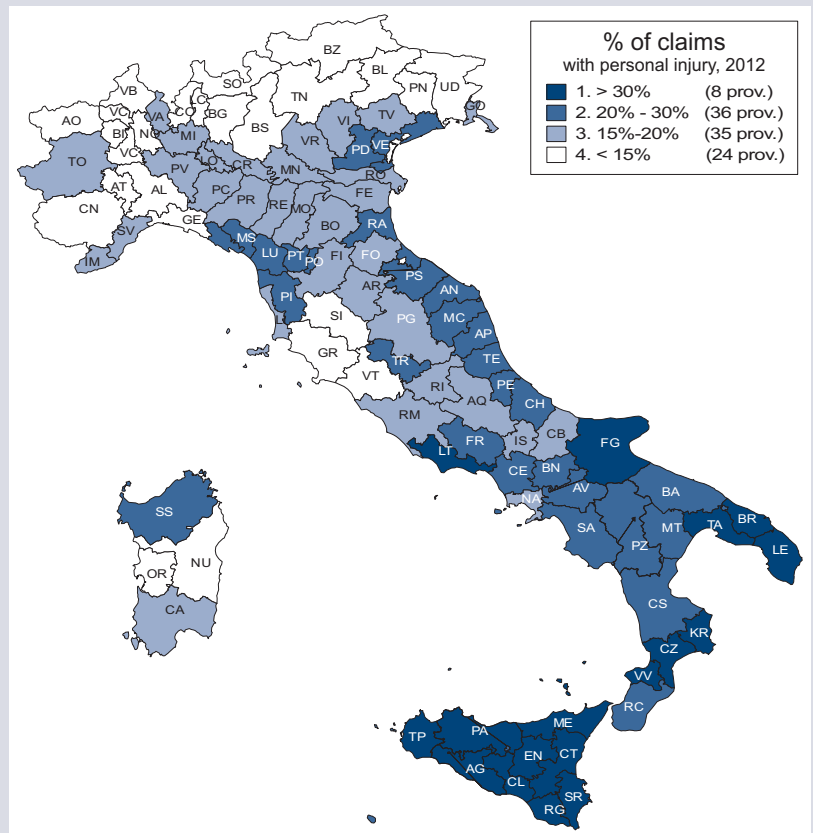 % of claims
with personal injury, 2012
1. > 30% (8 prov.)
2. 20% - 30% (36 prov.)
3. 15%-20% (35 prov.)
4. < 15% (24 prov.)
BZ
BL
SO
PN
UD
VB
LC
TN
GO
CO
BG
VC
VA
TV
AO
VI
BI
NO
BS
MI
VR
PD
VE
VC
TO
LO
CR
MN
RO
PV
AT
AL
PC
PR
RE
MO
FE
CN
GE
BO
RA
SV
MS
LU
PT
PO
FI
FO
IM
PS
PI
AR
AN
SI
PG
MC
AP
GR
TR
TE
VT
RI
PE
AQ
CH
RM
FR
IS
CB
FG
LT
CE
BN
AV
BA
NA
SS
SA
MT
TA
BR
PZ
LE
NU
OR
CS
CA
KR
CZ
VV
RC
ME
PA
TP
EN
CT
AG
CL
SR
RG